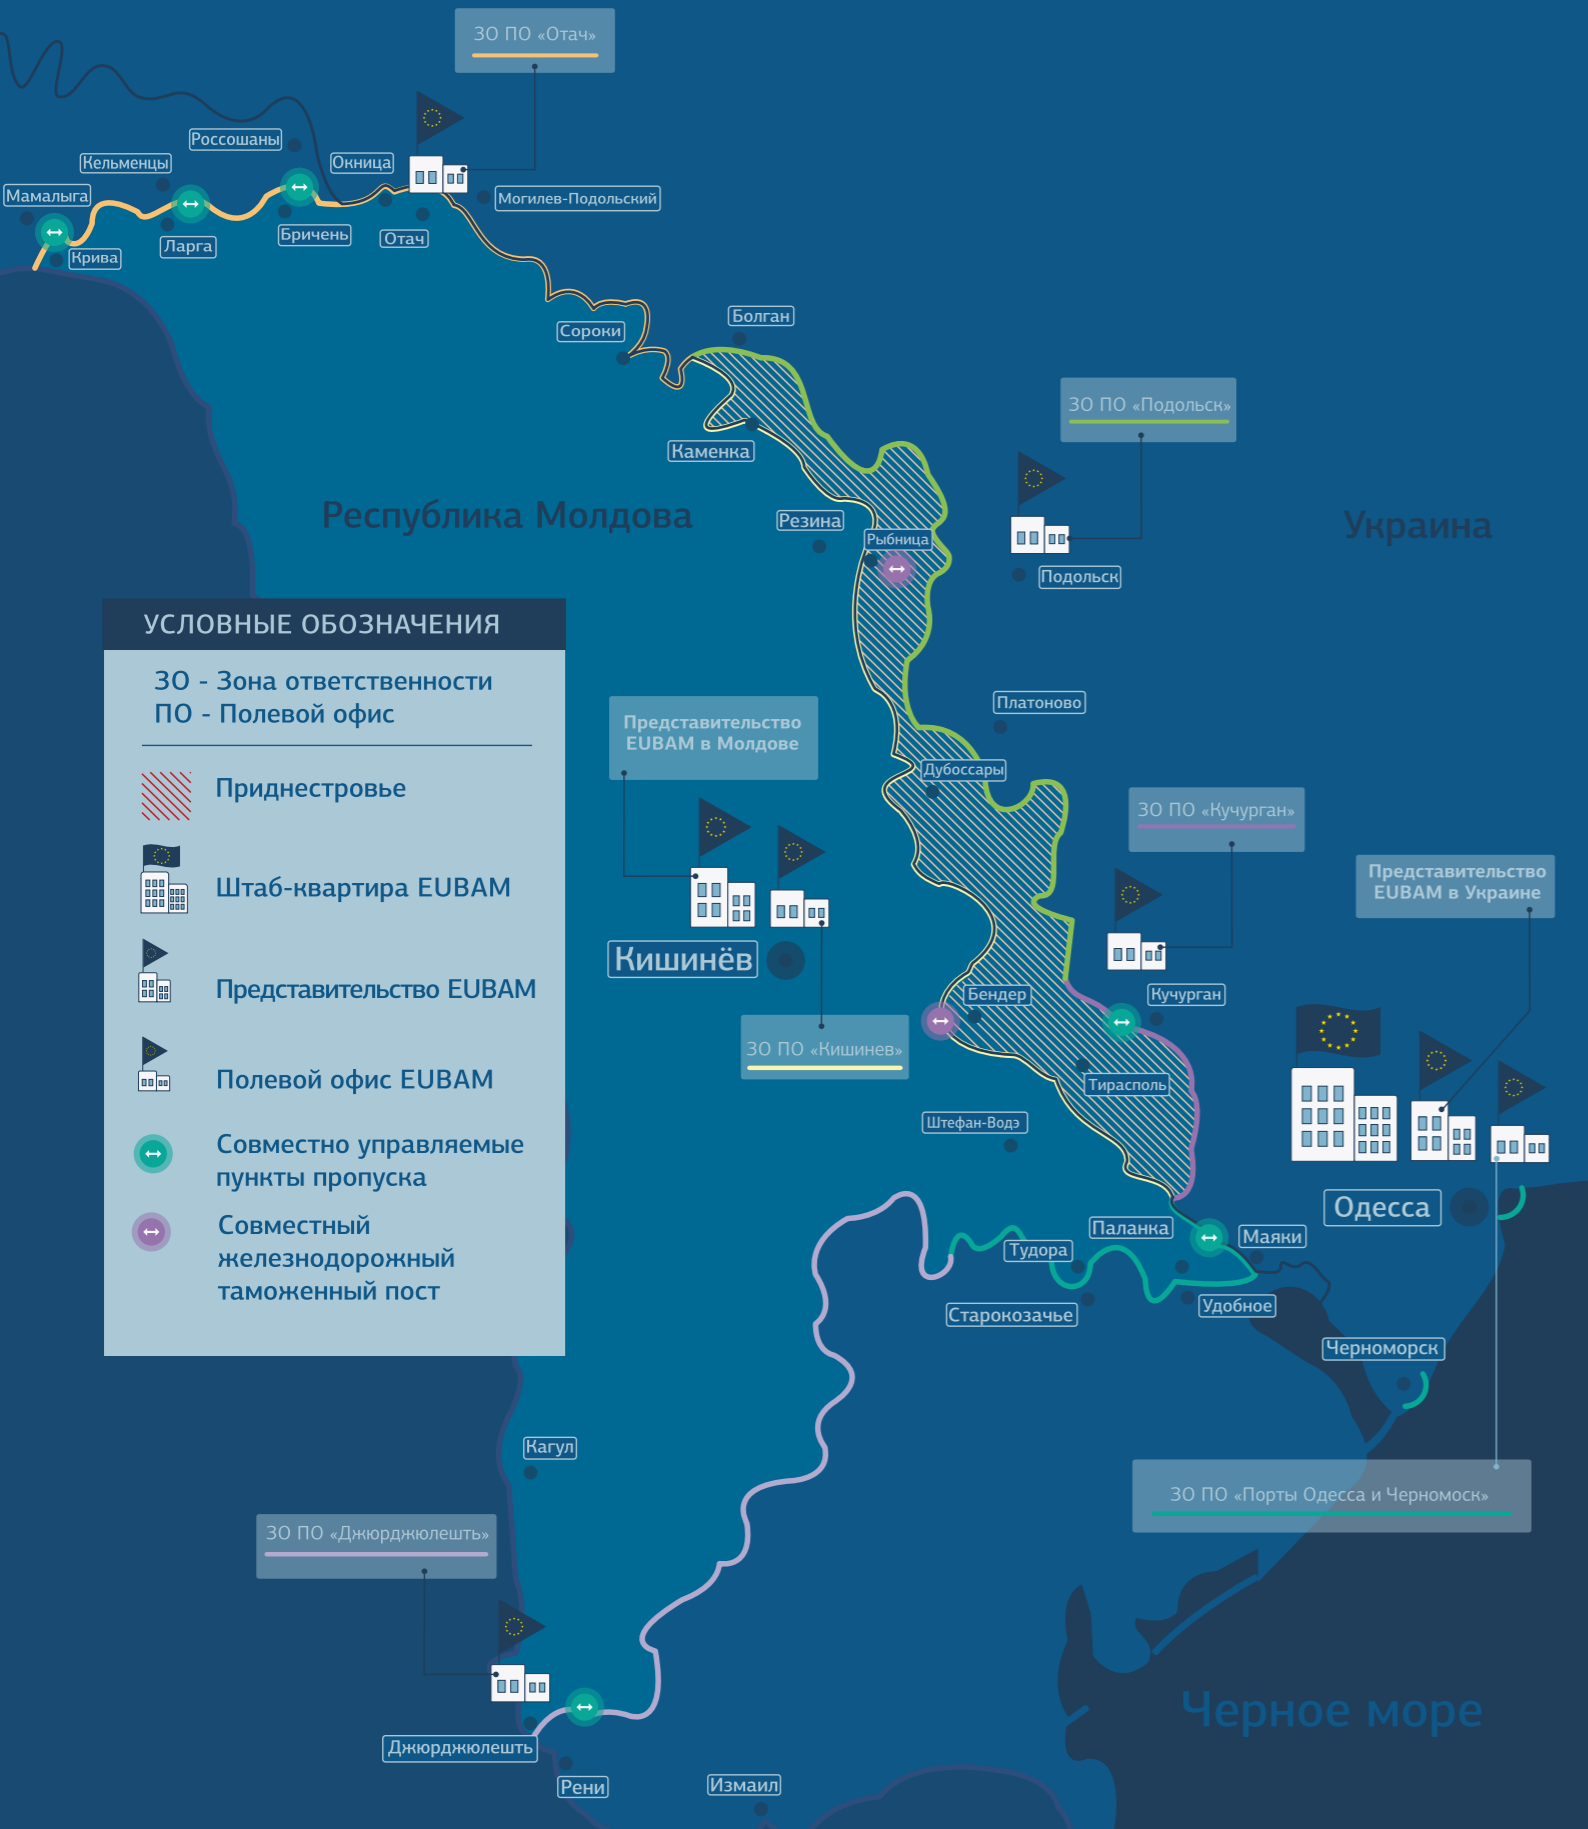 ЗО ПО «Отач»
Россошаны
Кельменцы
Окница
Мамалыга
Могилев-Подольский
Бричень
Отач
Ларга
Крива
Болган
Сороки
ЗО ПО «Подольск»
Каменка
Республика Молдова
Резина
Украина
Рыбница
Подольск
УСЛОВНЫЕ ОБОЗНАЧЕНИЯ
ЗО - Зона ответственности
ПО - Полевой офис
Приднестровье
Штаб-квартира EUBAM
Представительство EUBAM
Полевой офис EUBAM
Совместно управляемые
пункты пропуска
Совместный
железнодорожный
таможенный пост
Представительство
EUBAM в Молдове
Платоново
Дубоссары
ЗО ПО «Кучурган»
Представительство
EUBAM в Украине
Кишинёв
Бендер
Кучурган
ЗО ПО «Кишинев»
Тирасполь
Штефан-Водэ
Одесса
Паланка
Маяки
Тудора
Старокозачье
Удобное
Черноморск
Кагул
ЗО ПО «Порты Одесса и Черномоск»
ЗО ПО «Джюрджюлешть»
Черное море
Джюрджюлешть
Рени
Измаил